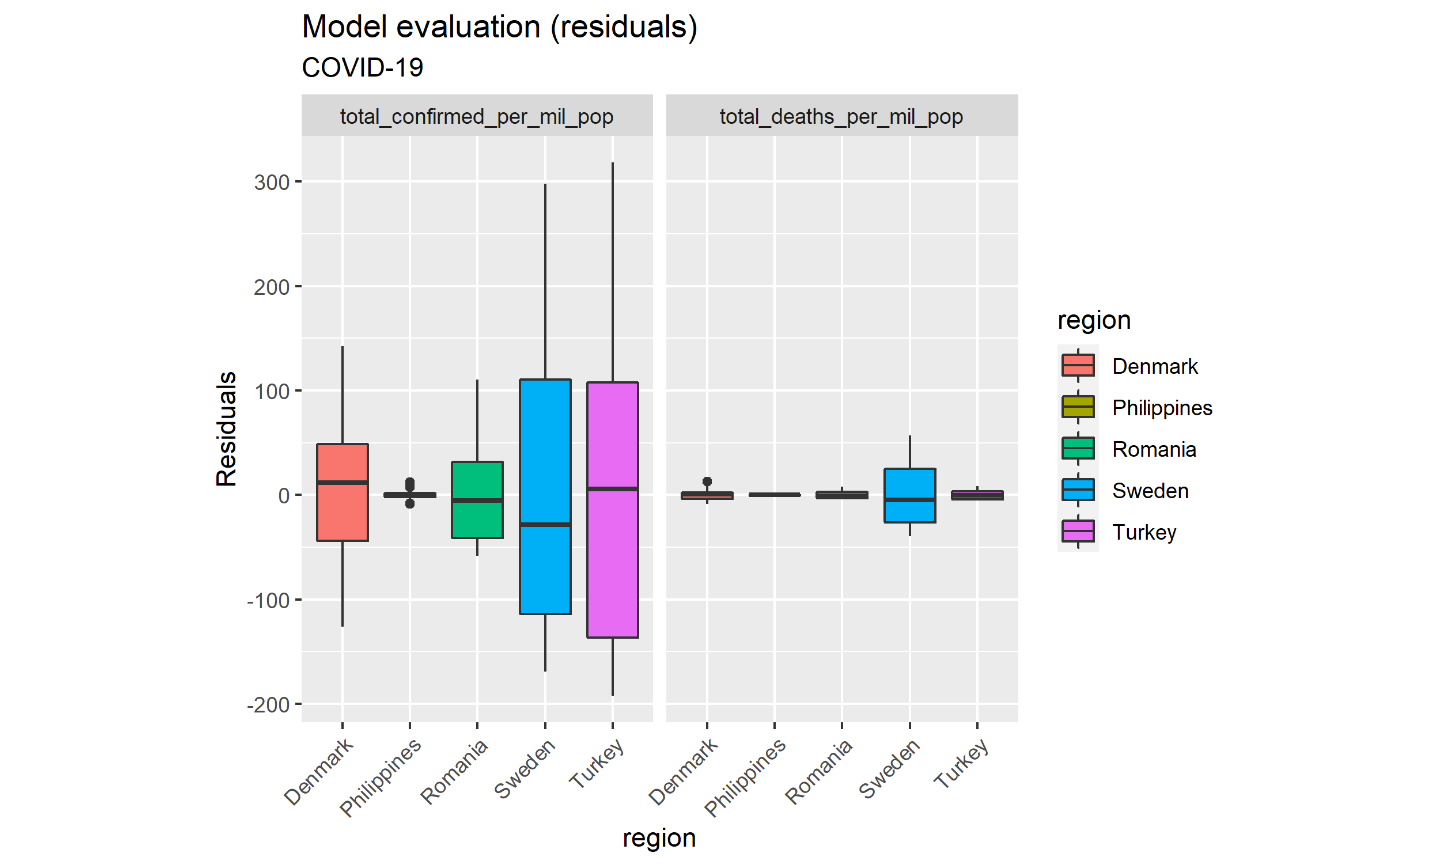 Model evaluation (residuals)
COVID-19
total_confirmed_per_mil_pop
total_deaths_per_mil_pop
300
200
100
0
-100
-200
Residuals
Denmark
Philippines
Romania
Sweden
Turkey
Denmark
Philippines
Romania
Sweden
Turkey
region
region
Denmark
Philippines
Romania
Sweden
Turkey